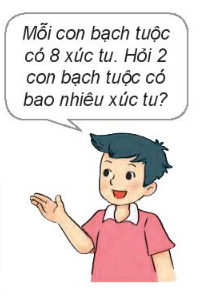 Mỗi con bạch tuộc
có 8 xúc tu. Hỏi 2
con bạch tuộc có
bao nhiêu xúc tu?